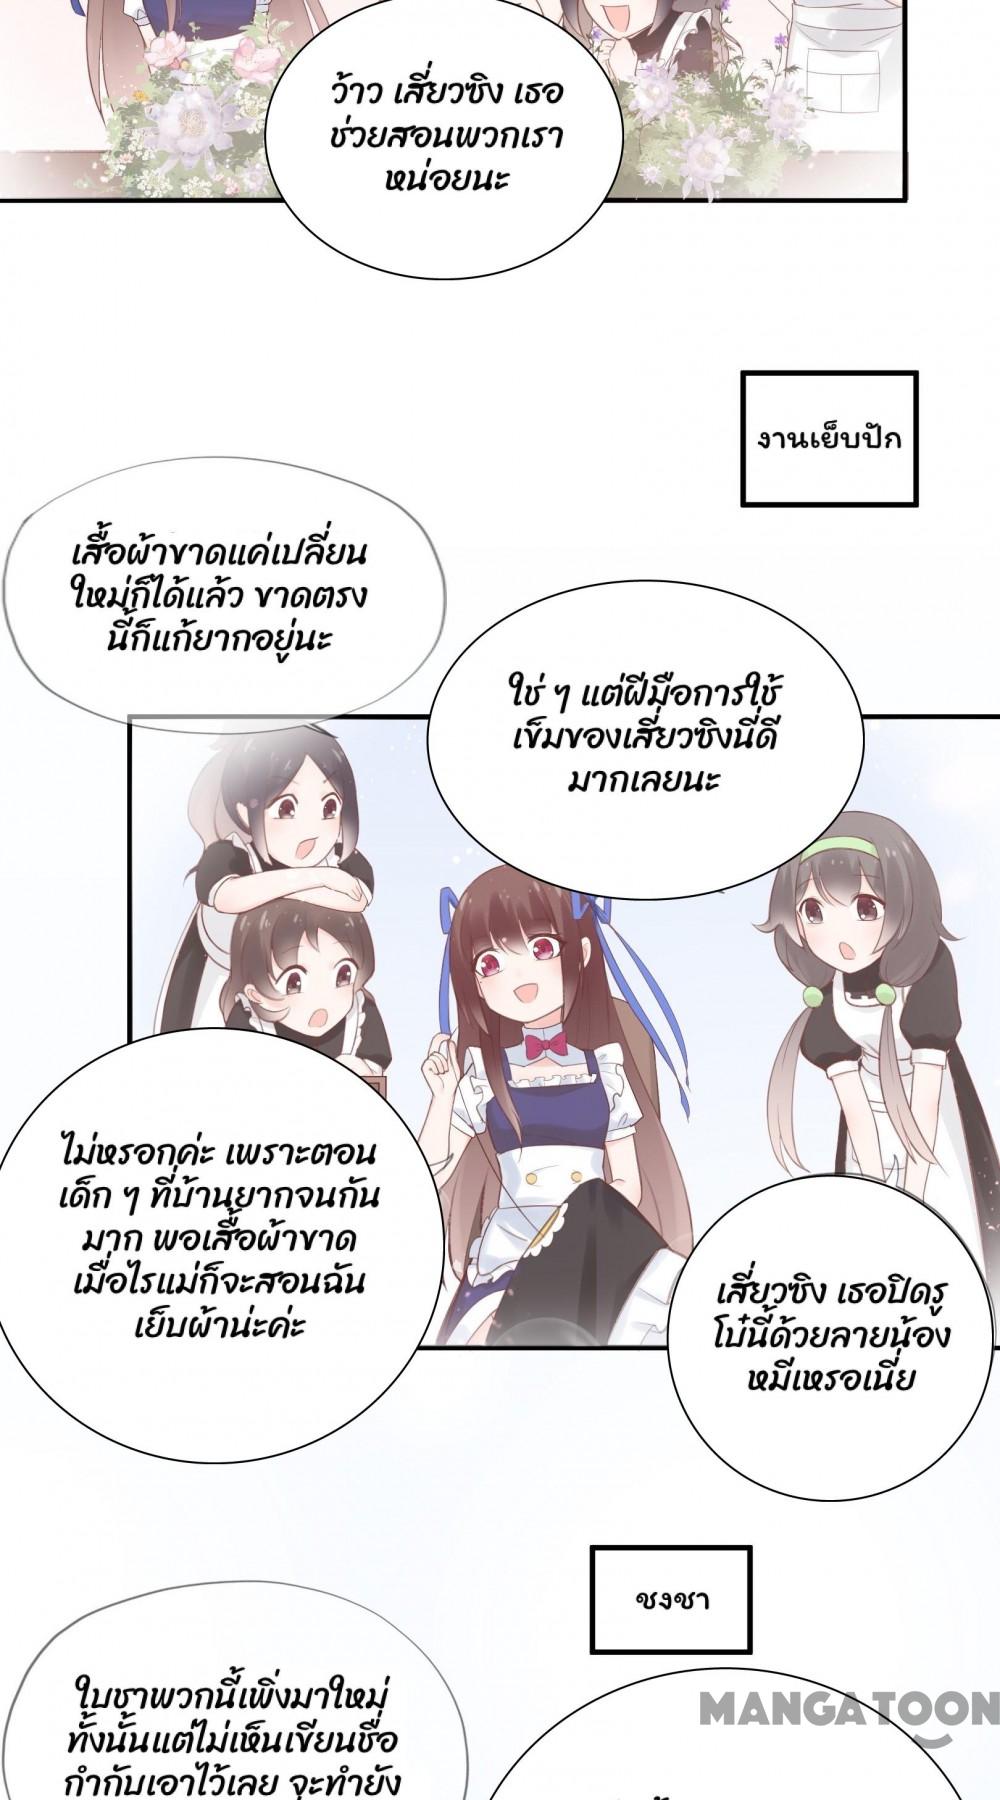 ว้าว เสี่ยวซิง เธอ
ช่วยสอนพวกเรา
หน่อยนะ
งานเย็บปัก
เสื้อผ้าขาดแค่เปลี่ยน
ใหม่ก็ได้แล้ว ขาดตรง
นี้ก็แก้ยากอยู่นะ
ใช่ ๆ แต่ฝีมือการใช้
เข็มของเสี่ยวซิงนี่ดี
มากเลยนะ
ไม่หรอกค่ะ เพราะตอน
เด็ก ๆ ที่บ้านยากจนกัน
มาก พอเสื้อผ้าขาด
เมื่อไรแม่ก็จะสอนฉัน
เย็บผ้าน่ะค่ะ
เสี่ยวซิง เธอปิดรู
โบ๋นี้ด้วยลายน้อง
หมีเหรอเนี่ย
ชงชา
ใบชาพวกนี้เพิ่งมาใหม่
ทั้งนั้นแต่ไม่เห็นเขียนชื่อ
กำกับเอาไว้เลย จะทำยัง
MANGATOON